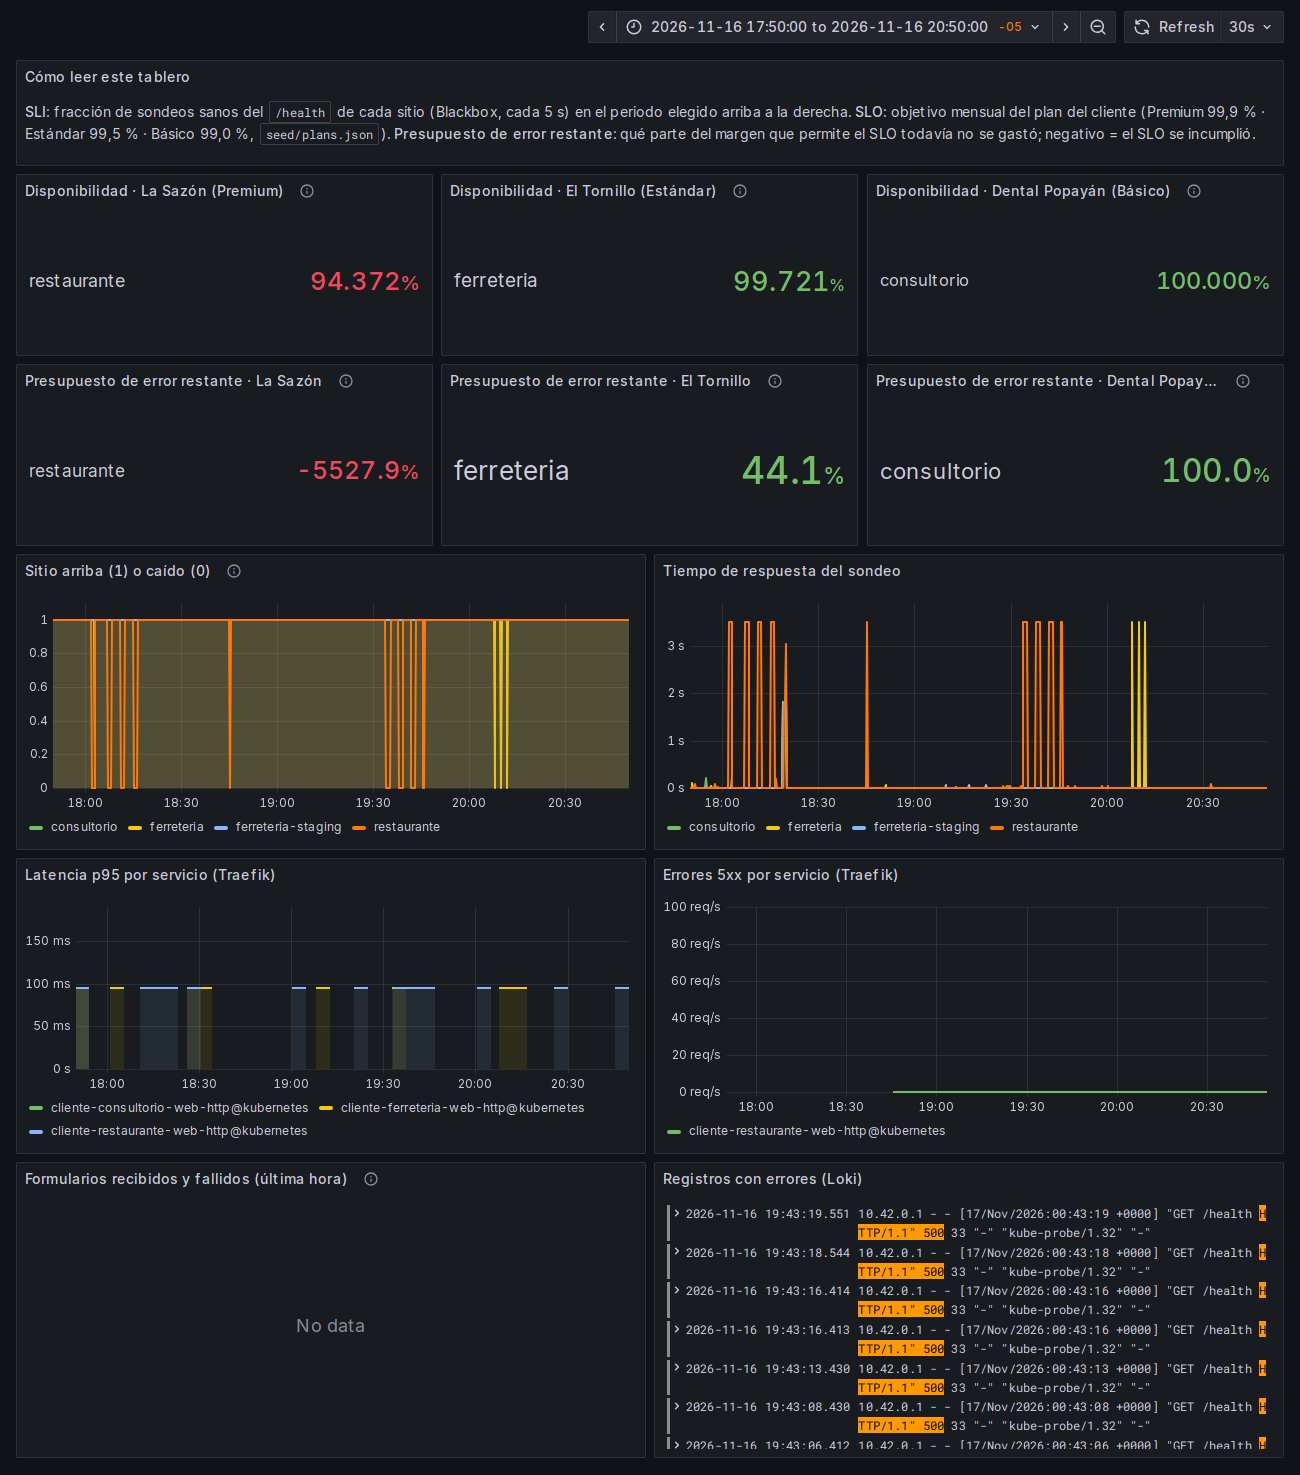 2026-11-16 17:50:00 to 2026-11-16 20:50:00 -05
Refresh 30s
Cómo leer este tablero
SLI: fracción de sondeos sanos del /health de cada sitio (Blackbox, cada 5 s) en el periodo elegido arriba a la derecha. SLO: objetivo mensual del plan del cliente (Premium 99,9 % ·
Estándar 99,5 % · Básico 99,0 %, seed/plans.json). Presupuesto de error restante: qué parte del margen que permite el SLO todavía no se gastó; negativo = el SLO se incumplió.
Disponibilidad · La Sazón (Premium)
restaurante 94.372%
Disponibilidad · El Tornillo (Estándar)
ferreteria 99.721%
Disponibilidad · Dental Popayán (Básico)
consultorio 100.000%
Presupuesto de error restante · La Sazón
restaurante -5527.9%
Presupuesto de error restante · El Tornillo
ferreteria 44.1%
Presupuesto de error restante · Dental Popay...
consultorio 100.0%
Sitio arriba (1) o caído (0)
1
0.8
0.6
0.4
0.2
0
18:00 18:30 19:00 19:30 20:00 20:30
consultorio ferreteria ferreteria-staging restaurante
Tiempo de respuesta del sondeo
3 s
2 s
1 s
0 s
18:00 18:30 19:00 19:30 20:00 20:30
consultorio ferreteria ferreteria-staging restaurante
Latencia p95 por servicio (Traefik)
150 ms
100 ms
50 ms
0 s
18:00 18:30 19:00 19:30 20:00 20:30
cliente-consultorio-web-http@kubernetes cliente-ferreteria-web-http@kubernetes
cliente-restaurante-web-http@kubernetes
Errores 5xx por servicio (Traefik)
100 req/s
80 req/s
60 req/s
40 req/s
20 req/s
0 req/s
18:00 18:30 19:00 19:30 20:00 20:30
cliente-restaurante-web-http@kubernetes
Formularios recibidos y fallidos (última hora)
No data
Registros con errores (Loki)
2026-11-16 19:43:19.551 10.42.0.1 - - [17/Nov/2026:00:43:19 +0000] "GET /health H
TTP/1.1" 500 33 "-" "kube-probe/1.32" "-"
2026-11-16 19:43:18.544 10.42.0.1 - - [17/Nov/2026:00:43:18 +0000] "GET /health H
TTP/1.1" 500 33 "-" "kube-probe/1.32" "-"
2026-11-16 19:43:16.414 10.42.0.1 - - [17/Nov/2026:00:43:16 +0000] "GET /health H
TTP/1.1" 500 33 "-" "kube-probe/1.32" "-"
2026-11-16 19:43:16.413 10.42.0.1 - - [17/Nov/2026:00:43:16 +0000] "GET /health H
TTP/1.1" 500 33 "-" "kube-probe/1.32" "-"
2026-11-16 19:43:13.430 10.42.0.1 - - [17/Nov/2026:00:43:13 +0000] "GET /health H
TTP/1.1" 500 33 "-" "kube-probe/1.32" "-"
2026-11-16 19:43:08.430 10.42.0.1 - - [17/Nov/2026:00:43:08 +0000] "GET /health H
TTP/1.1" 500 33 "-" "kube-probe/1.32" "-"
2026-11-16 19:43:06.412 10.42.0.1 - - [17/Nov/2026:00:43:06 +0000] "GET /health H